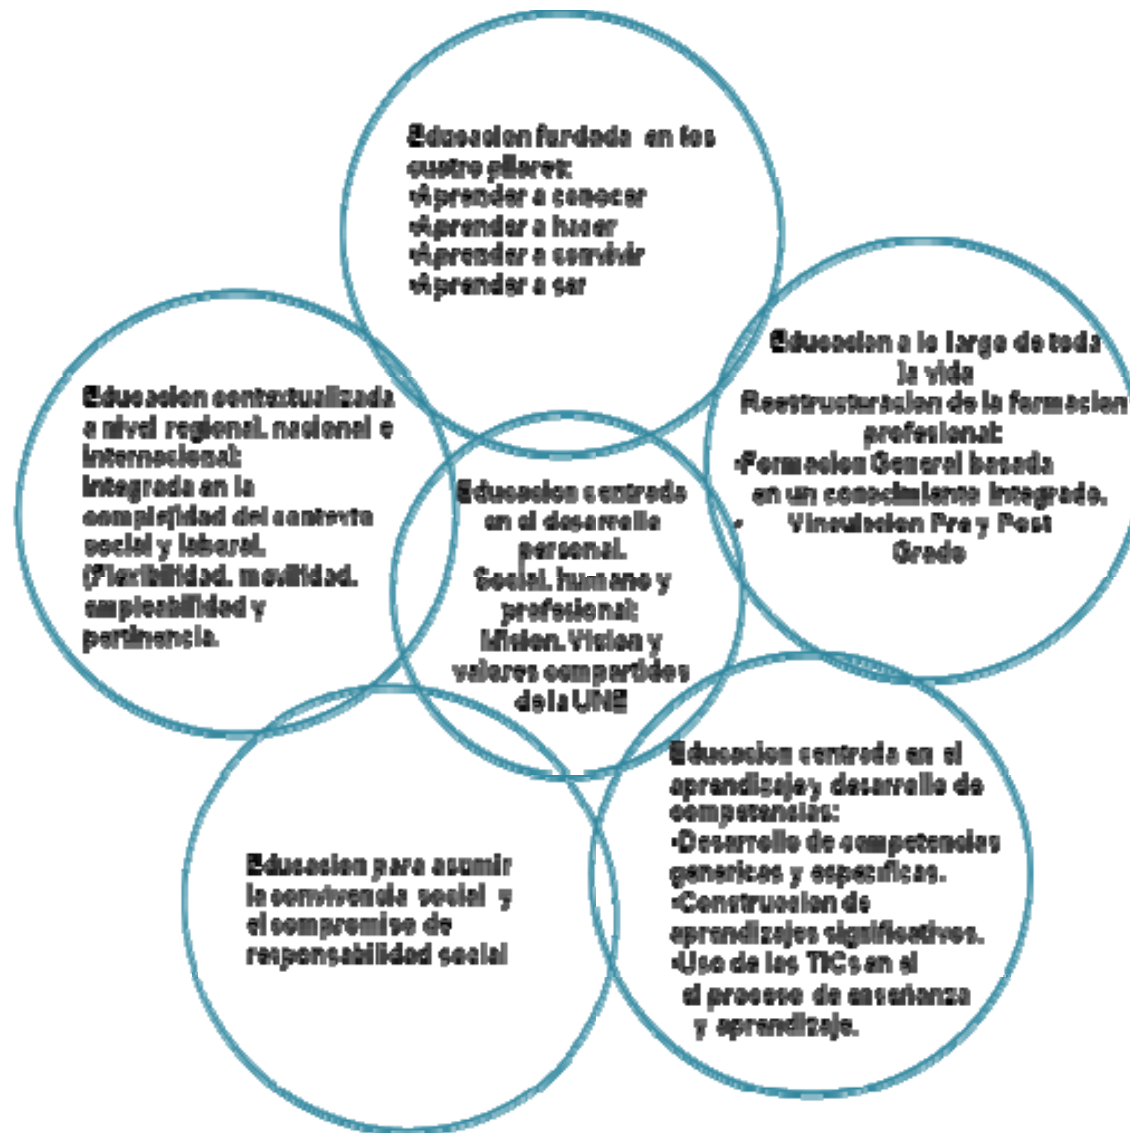 Educacion fundada en los
cuatro pilares:
•Aprender a conocer
•Aprender a hacer
•Aprender a convivir
•Aprender a ser
Educacion a lo largo de toda
la vida
Reestructuracion de la formacion
profesional:
•Formacion General basada
en un conocimiento integrado.
• Vinculacion Pre y Post
Grado
Educacion contextualizada
a nivel regional, nacional e
internacional:
Integrada en la
complejidad del contexto
social y laboral.
(Flexibilidad, movilidad,
empleabilidad y
pertinencia.
Educacion centrada
en el desarrollo
personal.
Social, humano y
profesional:
Mision, Vision y
valores compartidos
de la UNE
Educacion centrada en el
aprendizaje y desarrollo de
competencias:
•Desarrollo de competencias
genericas y especificas.
•Construccion de
aprendizajes significativos.
•Uso de las TICs en el
el proceso de enseñanza
y aprendizaje.
Educacion para asumir
la convivencia social y
el compromiso de
responsabilidad social